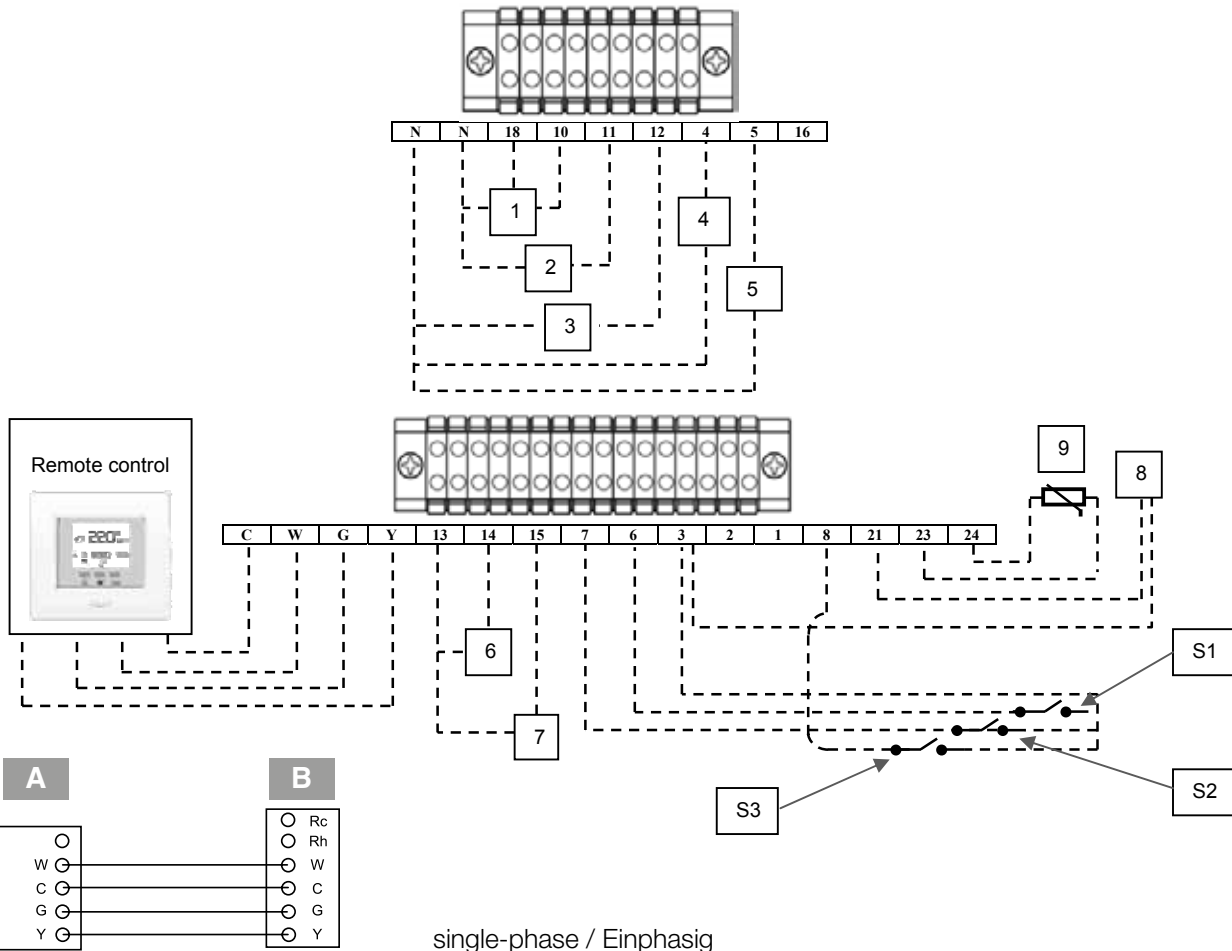 N N 18 10 11 12 4 5 16
1
4
2
5
3
Remote control
220
9
8
C W G Y 13 14 15 7 6 3 2 1 8 21 23 24
6
S1
7
S2
S3
A B
Rc
Rh
W W
C C
G G
Y Y
single-phase / Einphasig